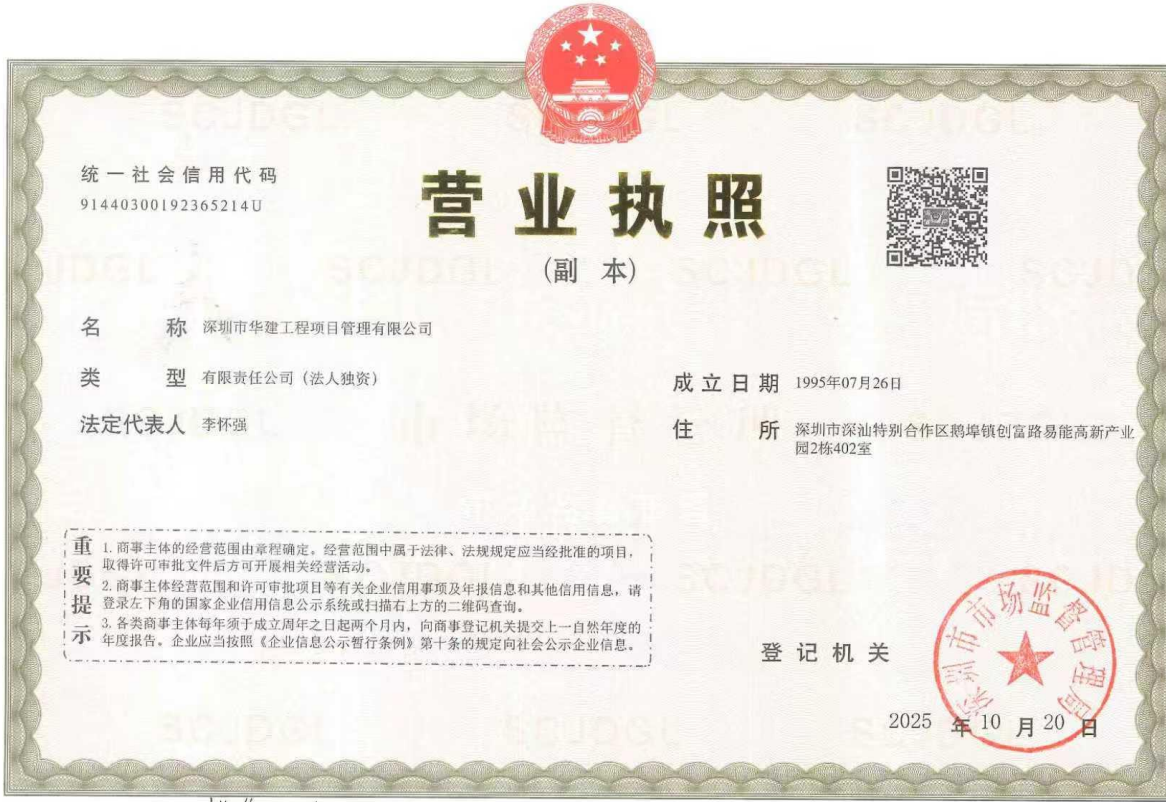 统一社会信用代码
91440300192365214U
营业执照
(副 本)
名 称 深圳市华建工程项目管理有限公司
类 型 有限责任公司（法人独资）
法定代表人 李怀强
成立日期 1995年07月26日
住 所 深圳市深汕特别合作区鹅埠镇创富路易能高新产业
园2栋402室
重要提示
1. 商事主体的经营范围由章程确定。经营范围中属于法律、法规规定应当经批准的项目，
取得许可审批文件后方可开展相关经营活动。
2. 商事主体经营范围和许可审批项目等有关企业信用事项及年报信息和其他信用信息，请
登录左下角的国家企业信用信息公示系统或扫描右上方的二维码查询。
3. 各类商事主体每年须于成立周年之日起两个月内，向商事登记机关提交上一自然年度的
年度报告。企业应当按照《企业信息公示暂行条例》第十条的规定向社会公示企业信息。
登记机关
深圳市市场监督管理局
2025 年 10 月 20 日